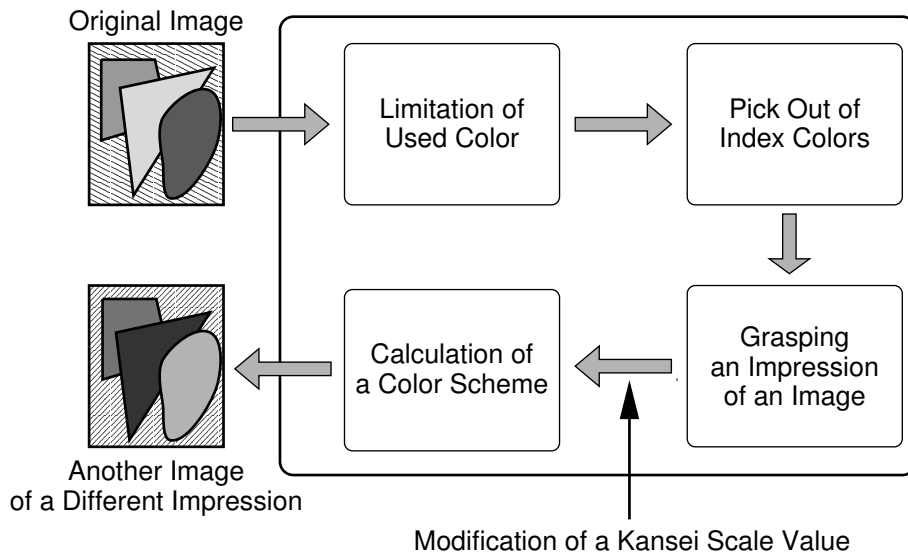 Original Image
Limitation of
Used Color
Pick Out of
Index Colors
Grasping
an Impression
of an Image
Calculation of
a Color Scheme
Another Image
of a Different Impression
Modification of a Kansei Scale Value